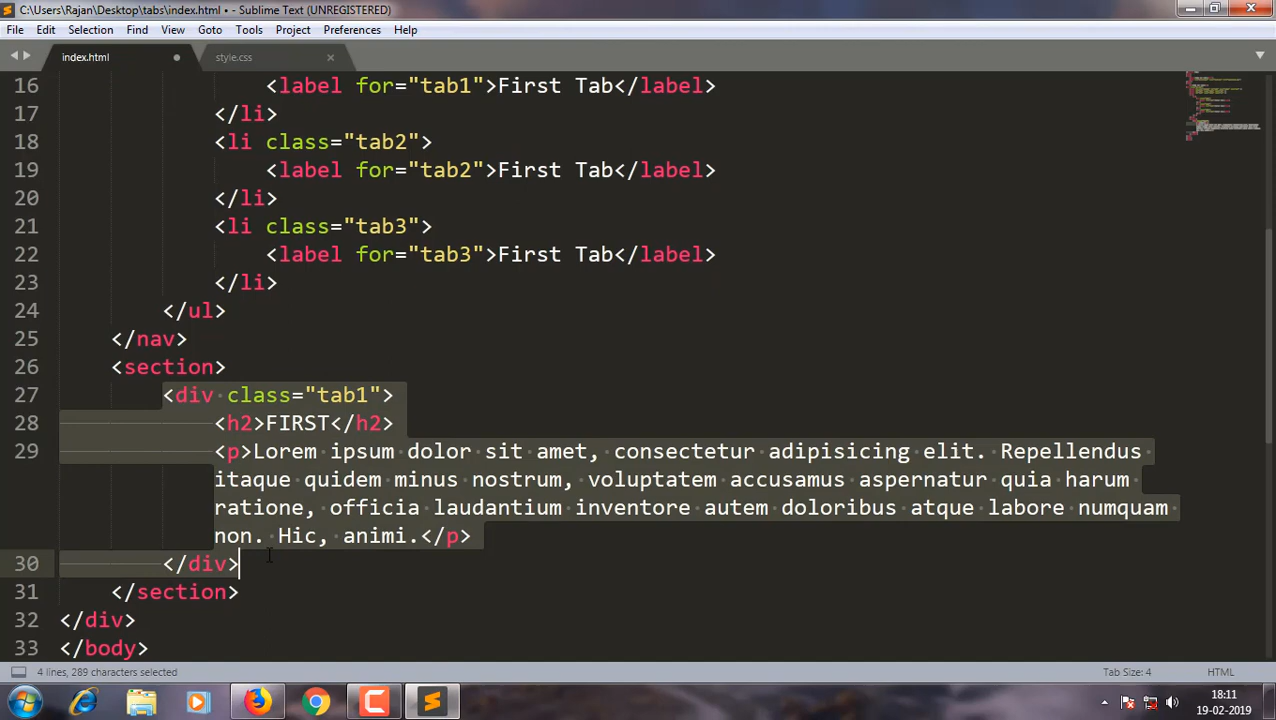 C:\Users\Rajan\Desktop\tabs\index.html • - Sublime Text (UNREGISTERED)
File Edit Selection Find View Goto Tools Project Preferences Help
index.html style.css
16 <label for="tab1">First Tab</label>
17 </li>
18 <li class="tab2">
19 <label for="tab2">First Tab</label>
20 </li>
21 <li class="tab3">
22 <label for="tab3">First Tab</label>
23 </li>
24 </ul>
25 </nav>
26 <section>
27 <div class="tab1">
28 <h2>FIRST</h2>
29 <p>Lorem ipsum dolor sit amet, consectetur adipisicing elit. Repellendus
itaque quidem minus nostrum, voluptatem accusamus aspernatur quia harum
ratione, officia laudantium inventore autem doloribus atque labore numquam
non. Hic, animi.</p>
30 </div>
31 </section>
32 </div>
33 </body>
4 lines, 289 characters selected Tab Size: 4 HTML
18:11
19-02-2019